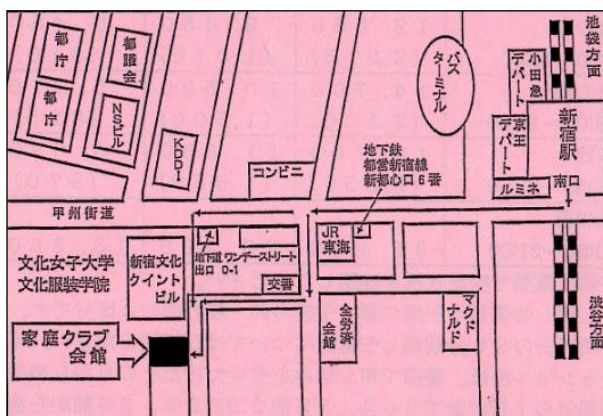 都庁
都議会
都庁
NSビル
KDDI
コンビニ
バス
ターミナル
地下鉄
都営新宿線
新都心口6番
池袋方面
小田急
デパート
京王
デパート
新宿駅
ルミネ
南口
甲州街道
文化女子大学
文化服装学院
新宿文化
クイント
ビル
地下道ワンデーストリート
出口 O-1
交番
JR
東海
全労済
会館
マクド
ナルド
渋谷方面
家庭クラブ
会館